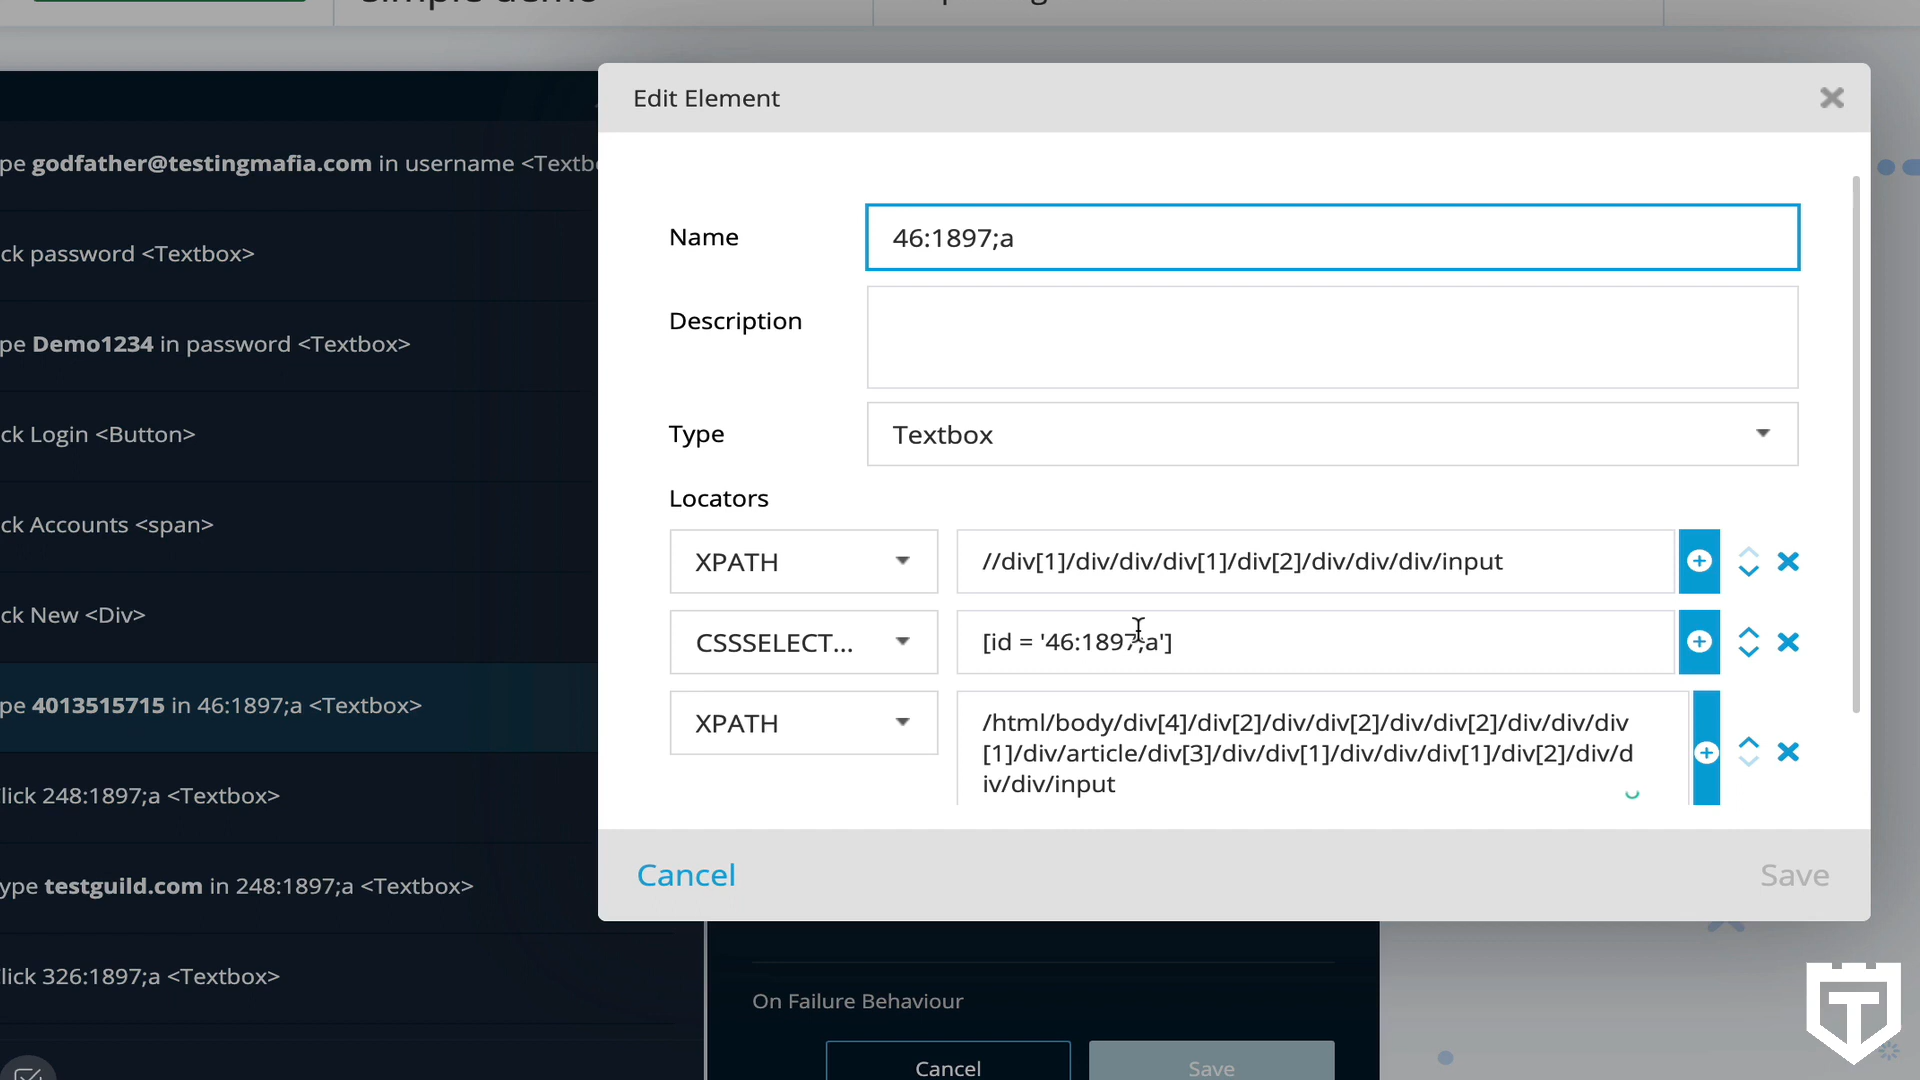 Simple demo
Edit Element
Name
46:1897;a
Description
Type
Textbox
Locators
XPATH
//div[1]/div/div/div[1]/div[2]/div/div/div/input
CSSSELECT...
[id = '46:1897;a']
XPATH
/html/body/div[4]/div[2]/div/div[2]/div/div[2]/div/div/div
[1]/div/article/div[3]/div/div[1]/div/div/div[1]/div[2]/div/d
iv/div/input
Cancel
Save
pe godfather@testingmafia.com in username <Textb
ck password <Textbox>
pe Demo1234 in password <Textbox>
ck Login <Button>
ck Accounts <span>
ck New <Div>
pe 4013515715 in 46:1897;a <Textbox>
lick 248:1897;a <Textbox>
ype testguild.com in 248:1897;a <Textbox>
lick 326:1897;a <Textbox>
On Failure Behaviour
Cancel
Save
T